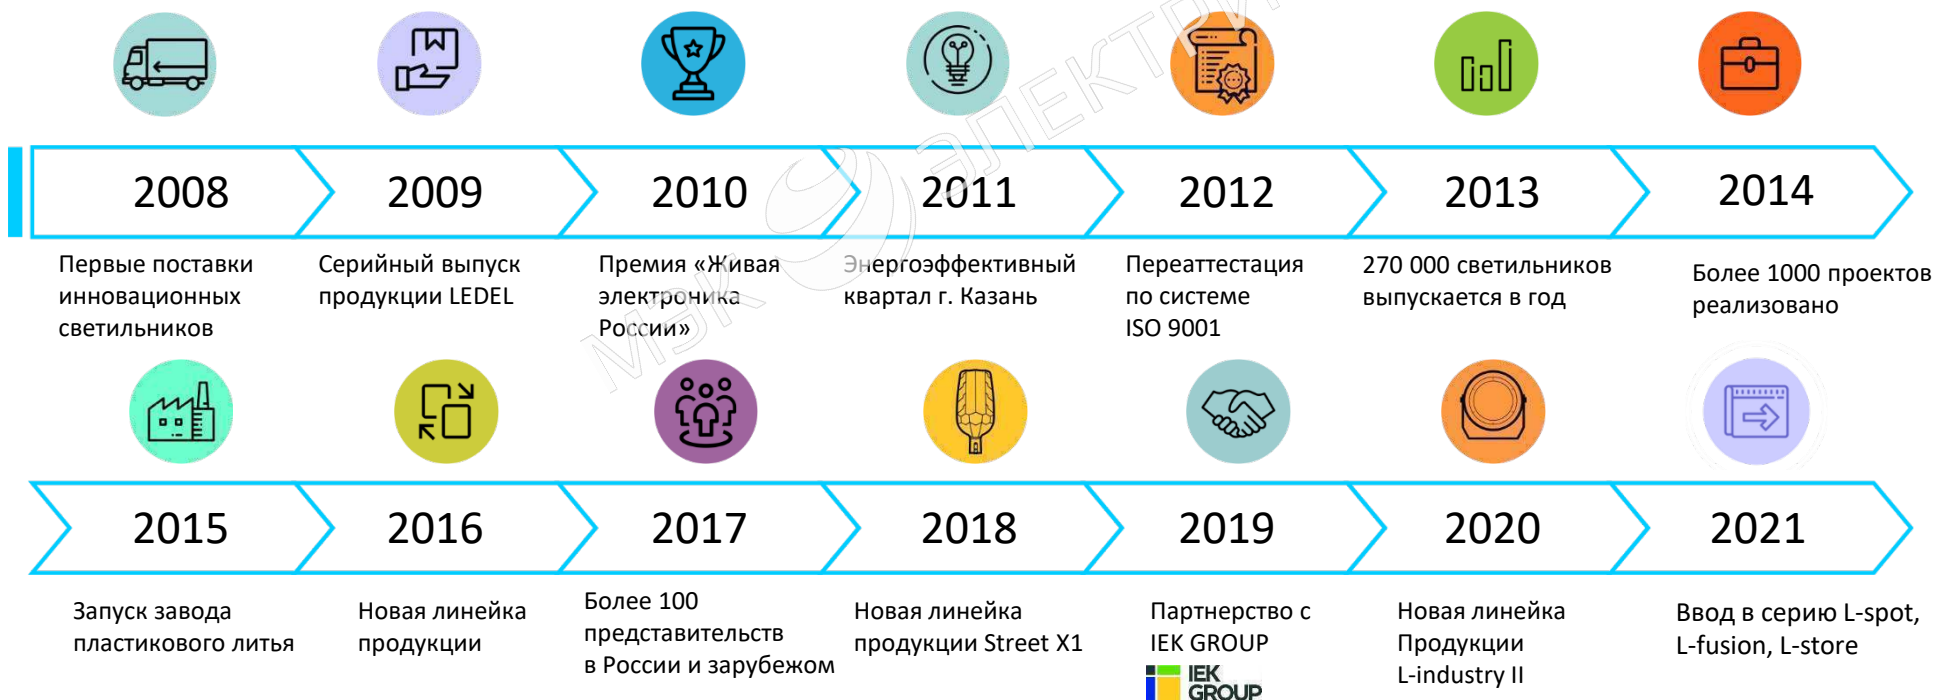 2008
2009
2010
2011
2012
2013
2014
Первые поставки
инновационных
светильников
Серийный выпуск
продукции LEDEL
Премия «Живая
электроника
России»
Энергоэффективный
квартал г. Казань
Переаттестация
по системе
ISO 9001
270 000 светильников
выпускается в год
Более 1000 проектов
реализовано
2015
2016
2017
2018
2019
2020
2021
Запуск завода
пластикового литья
Новая линейка
продукции
Более 100
представительств
в России и зарубежом
Новая линейка
продукции Street X1
Партнерство с
IEK GROUP
IEK
GROUP
Новая линейка
Продукции
L-industry II
Ввод в серию L-spot,
L-fusion, L-store
МЭК